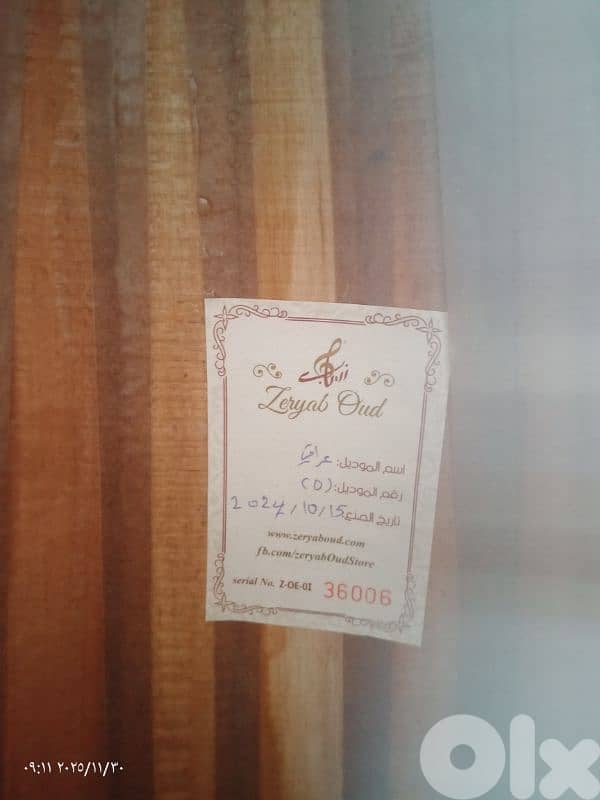 زرياب
Zeryab Oud
اسم الموديل: عراقي
رقم الموديل: (D)
تاريخ الصنع 2024/10/15
www.zeryaboud.com
fb.com/zeryabOudStore
serial No. Z-OE-01 36006
٠٩:١١ ٢٠٢٥/١١/٣٠
Olx